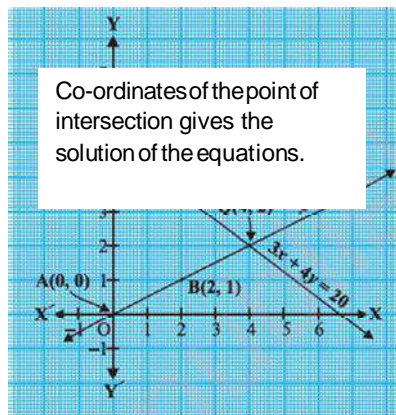 Y
Co-ordinates of the point of
intersection gives the
solution of the equations.
3
2
A(0, 0)
1
B(2, 1)
3x + 4y = 20
X′
-1
O
1
2
3
4
5
6
X
-1
Y′